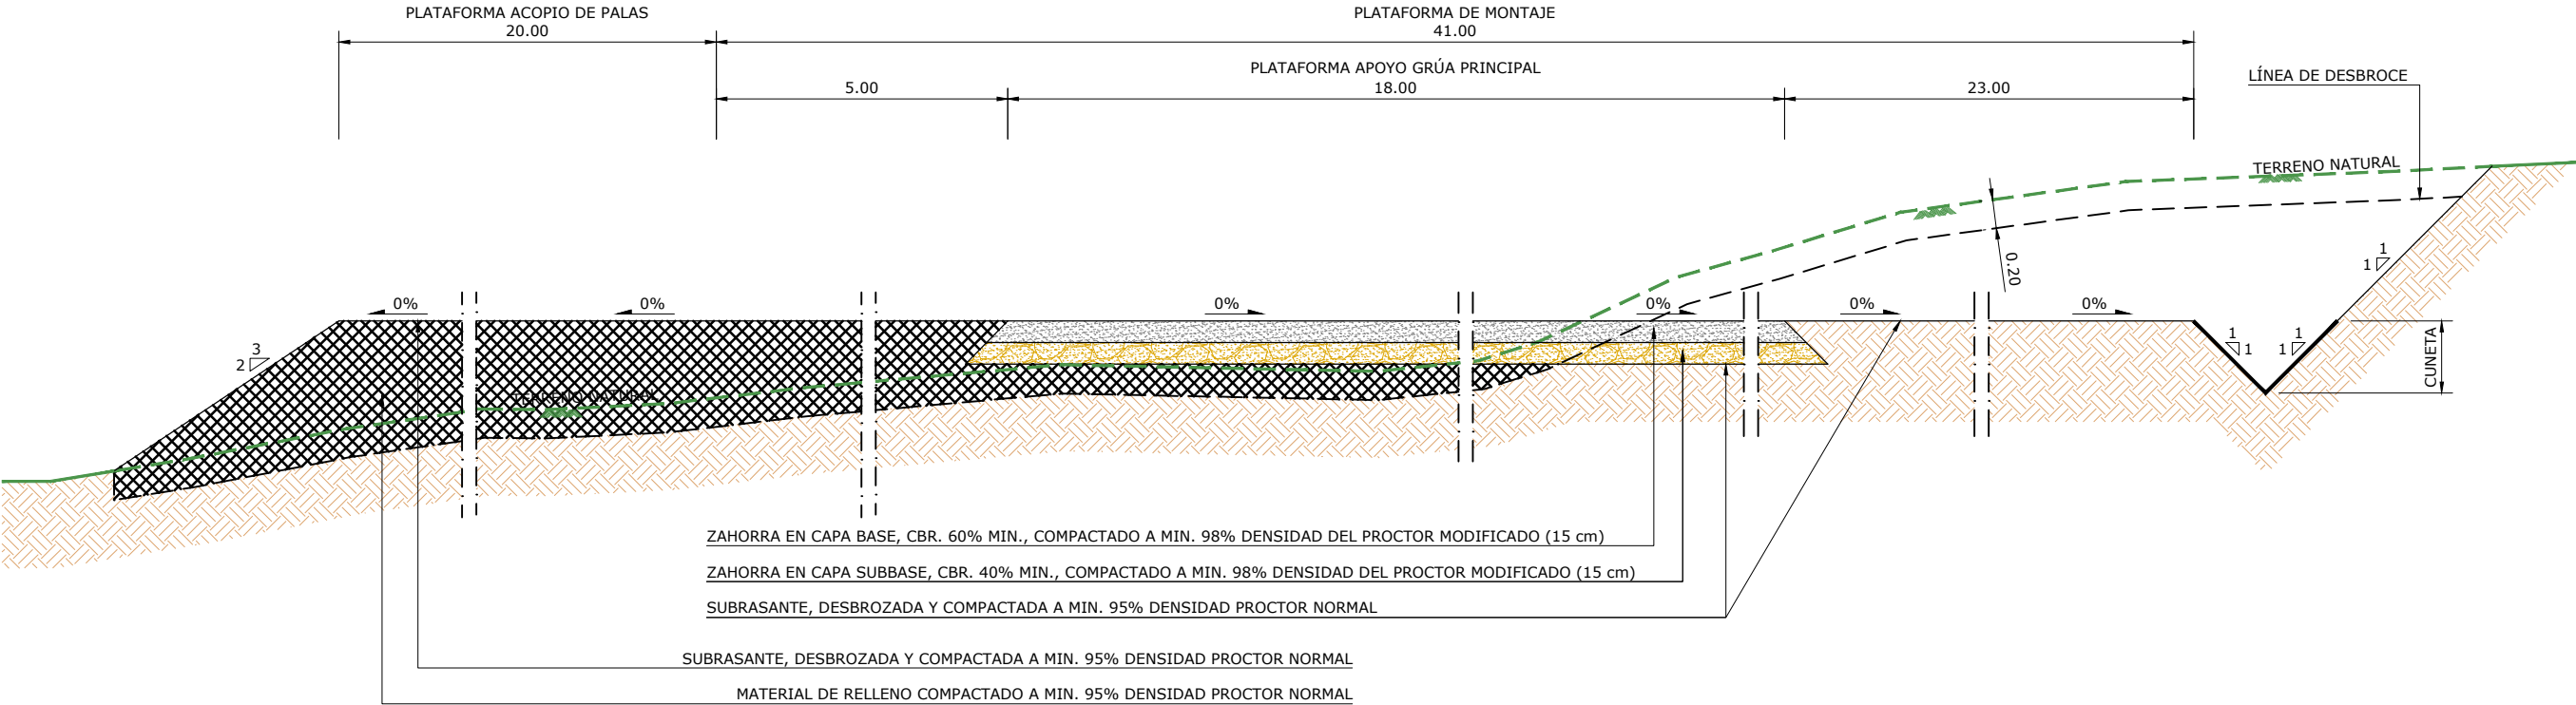 PLATAFORMA ACOPIO DE PALAS
20.00
PLATAFORMA DE MONTAJE
41.00
PLATAFORMA APOYO GRÚA PRINCIPAL
5.00
18.00
23.00
LÍNEA DE DESBROCE
TERRENO NATURAL
0.20
1
1
0%
0%
0%
0%
0%
0%
3
2
TERRENO NATURAL
1
1
1
1
CUNETA
ZAHORRA EN CAPA BASE, CBR. 60% MIN., COMPACTADO A MIN. 98% DENSIDAD DEL PROCTOR MODIFICADO (15 cm)
ZAHORRA EN CAPA SUBBASE, CBR. 40% MIN., COMPACTADO A MIN. 98% DENSIDAD DEL PROCTOR MODIFICADO (15 cm)
SUBRASANTE, DESBROZADA Y COMPACTADA A MIN. 95% DENSIDAD PROCTOR NORMAL
SUBRASANTE, DESBROZADA Y COMPACTADA A MIN. 95% DENSIDAD PROCTOR NORMAL
MATERIAL DE RELLENO COMPACTADO A MIN. 95% DENSIDAD PROCTOR NORMAL